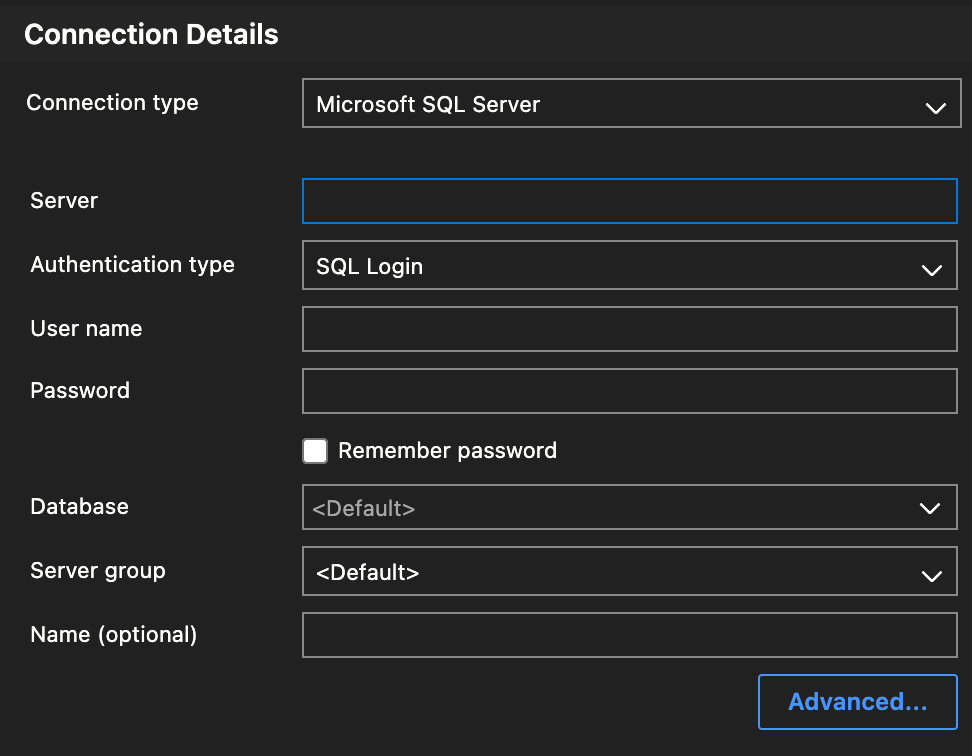 Connection Details
Connection type
Microsoft SQL Server
Server
Authentication type
SQL Login
User name
Password
Remember password
Database
<Default>
Server group
<Default>
Name (optional)
Advanced...